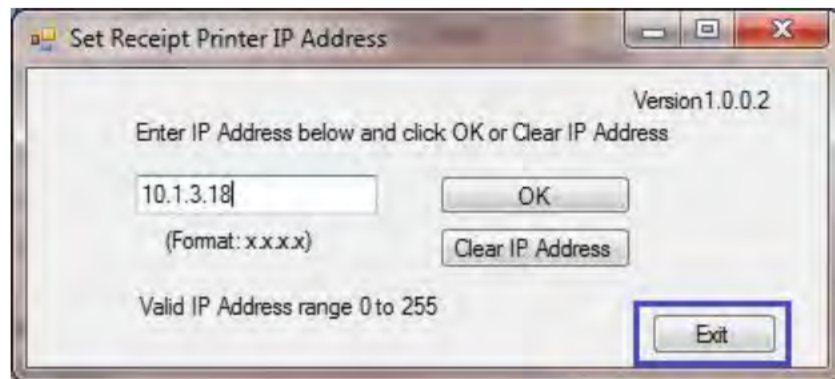 Set Receipt Printer IP Address
Version1.0.0.2
Enter IP Address below and click OK or Clear IP Address
10.1.3.18
OK
(Format: x.x.x.x)
Clear IP Address
Valid IP Address range 0 to 255
Exit